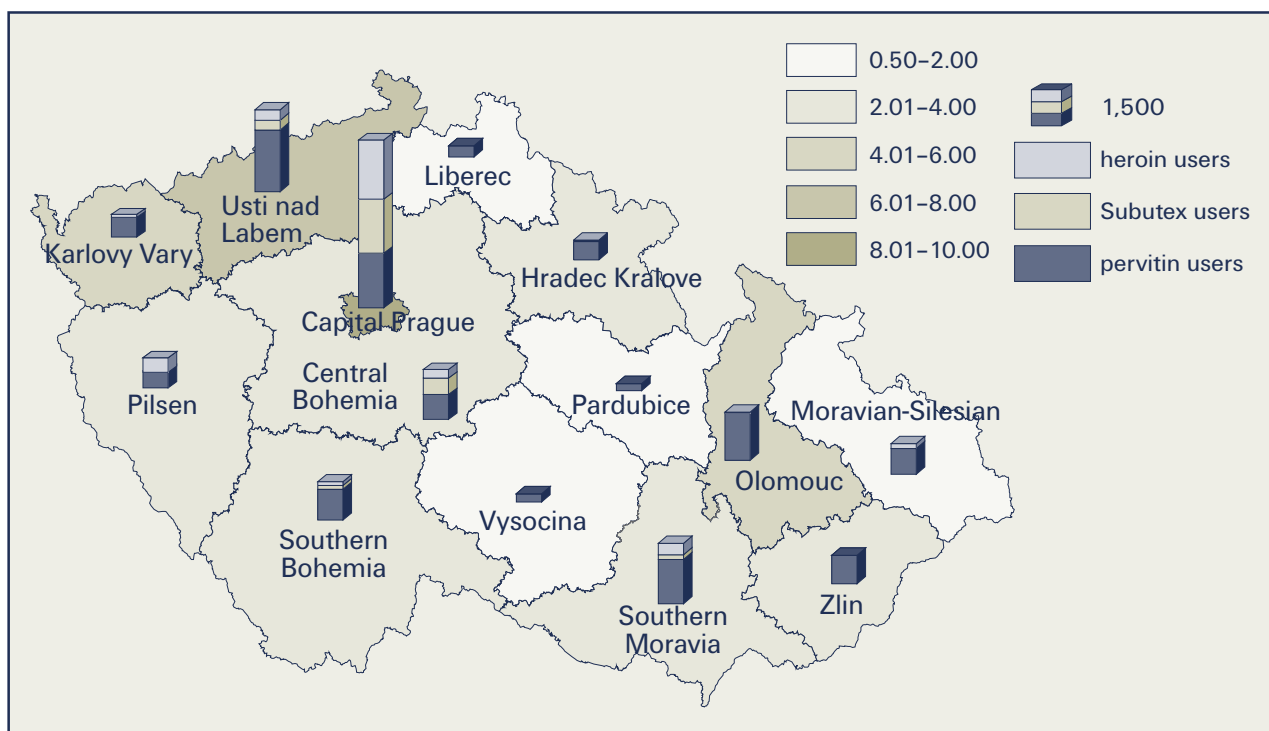 0.50–2.00
2.01–4.00
4.01–6.00
6.01–8.00
8.01–10.00
1,500
heroin users
Subutex users
pervitin users
Liberec
Usti nad
Labem
Karlovy Vary
Hradec Kralove
Capital Prague
Central
Bohemia
Pilsen
Pardubice
Moravian-Silesian
Olomouc
Vysocina
Southern
Bohemia
Zlin
Southern
Moravia